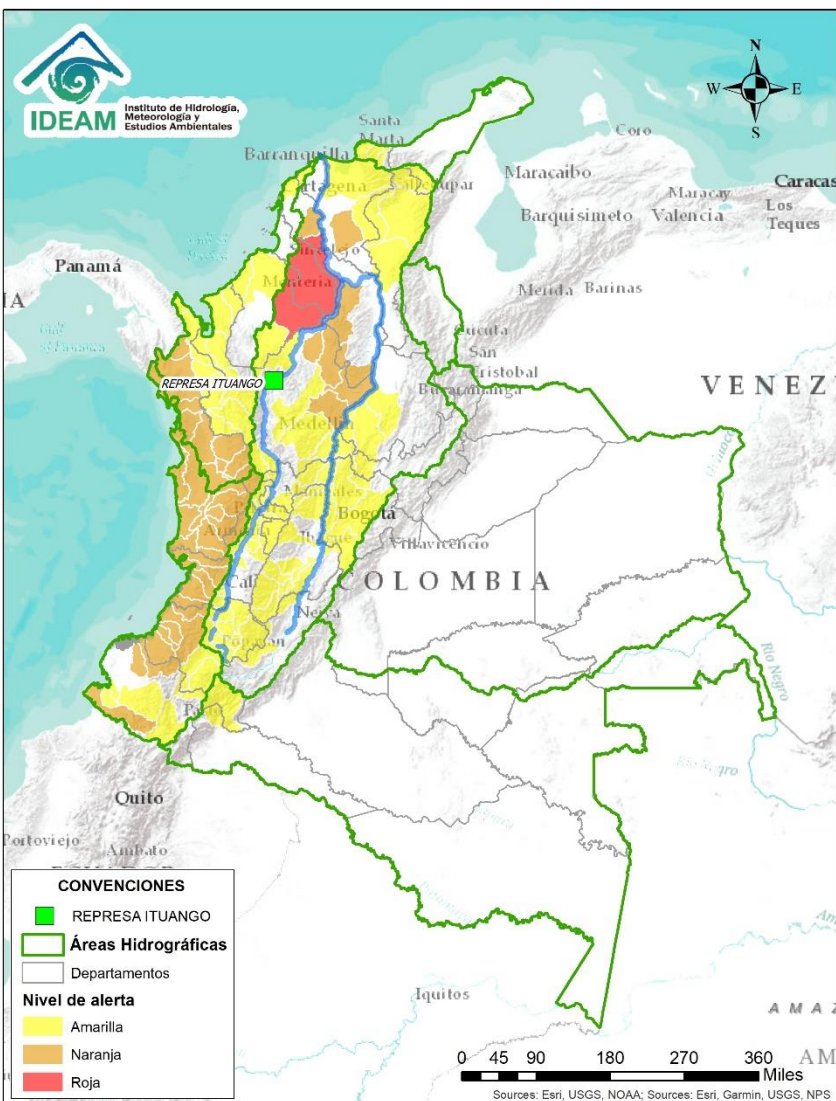 IDEAM
Instituto de Hidrología,
Meteorología y
Estudios Ambientales
N
W
E
S
Santa
Marta
Barranquilla
Cartagena
Valledupar
Coro
Maracaibo
Maracay
Caracas
Barquisimeto
Valencia
Los
Teques
Sincelejo
Panamá
Montería
Merida
Barinas
Cucuta
San
Cristobal
REPRESA ITUANGO
Bucaramanga
VENEZ
Medellín
Manizales
Pereira
Bogotá
Armenia
Ibagué
Villavicencio
Cali
COLOMBIA
Neiva
Popayán
Río Negro
Pasto
Quito
Portoviejo
Ambato
Iquitos
AMAZ
AM
CONVENCIONES
REPRESA ITUANGO
Áreas Hidrográficas
Departamentos
Nivel de alerta
Amarilla
Naranja
Roja
0 45 90 180 270 360
Miles
Sources: Esri, USGS, NOAA; Sources: Esri, Garmin, USGS, NPS